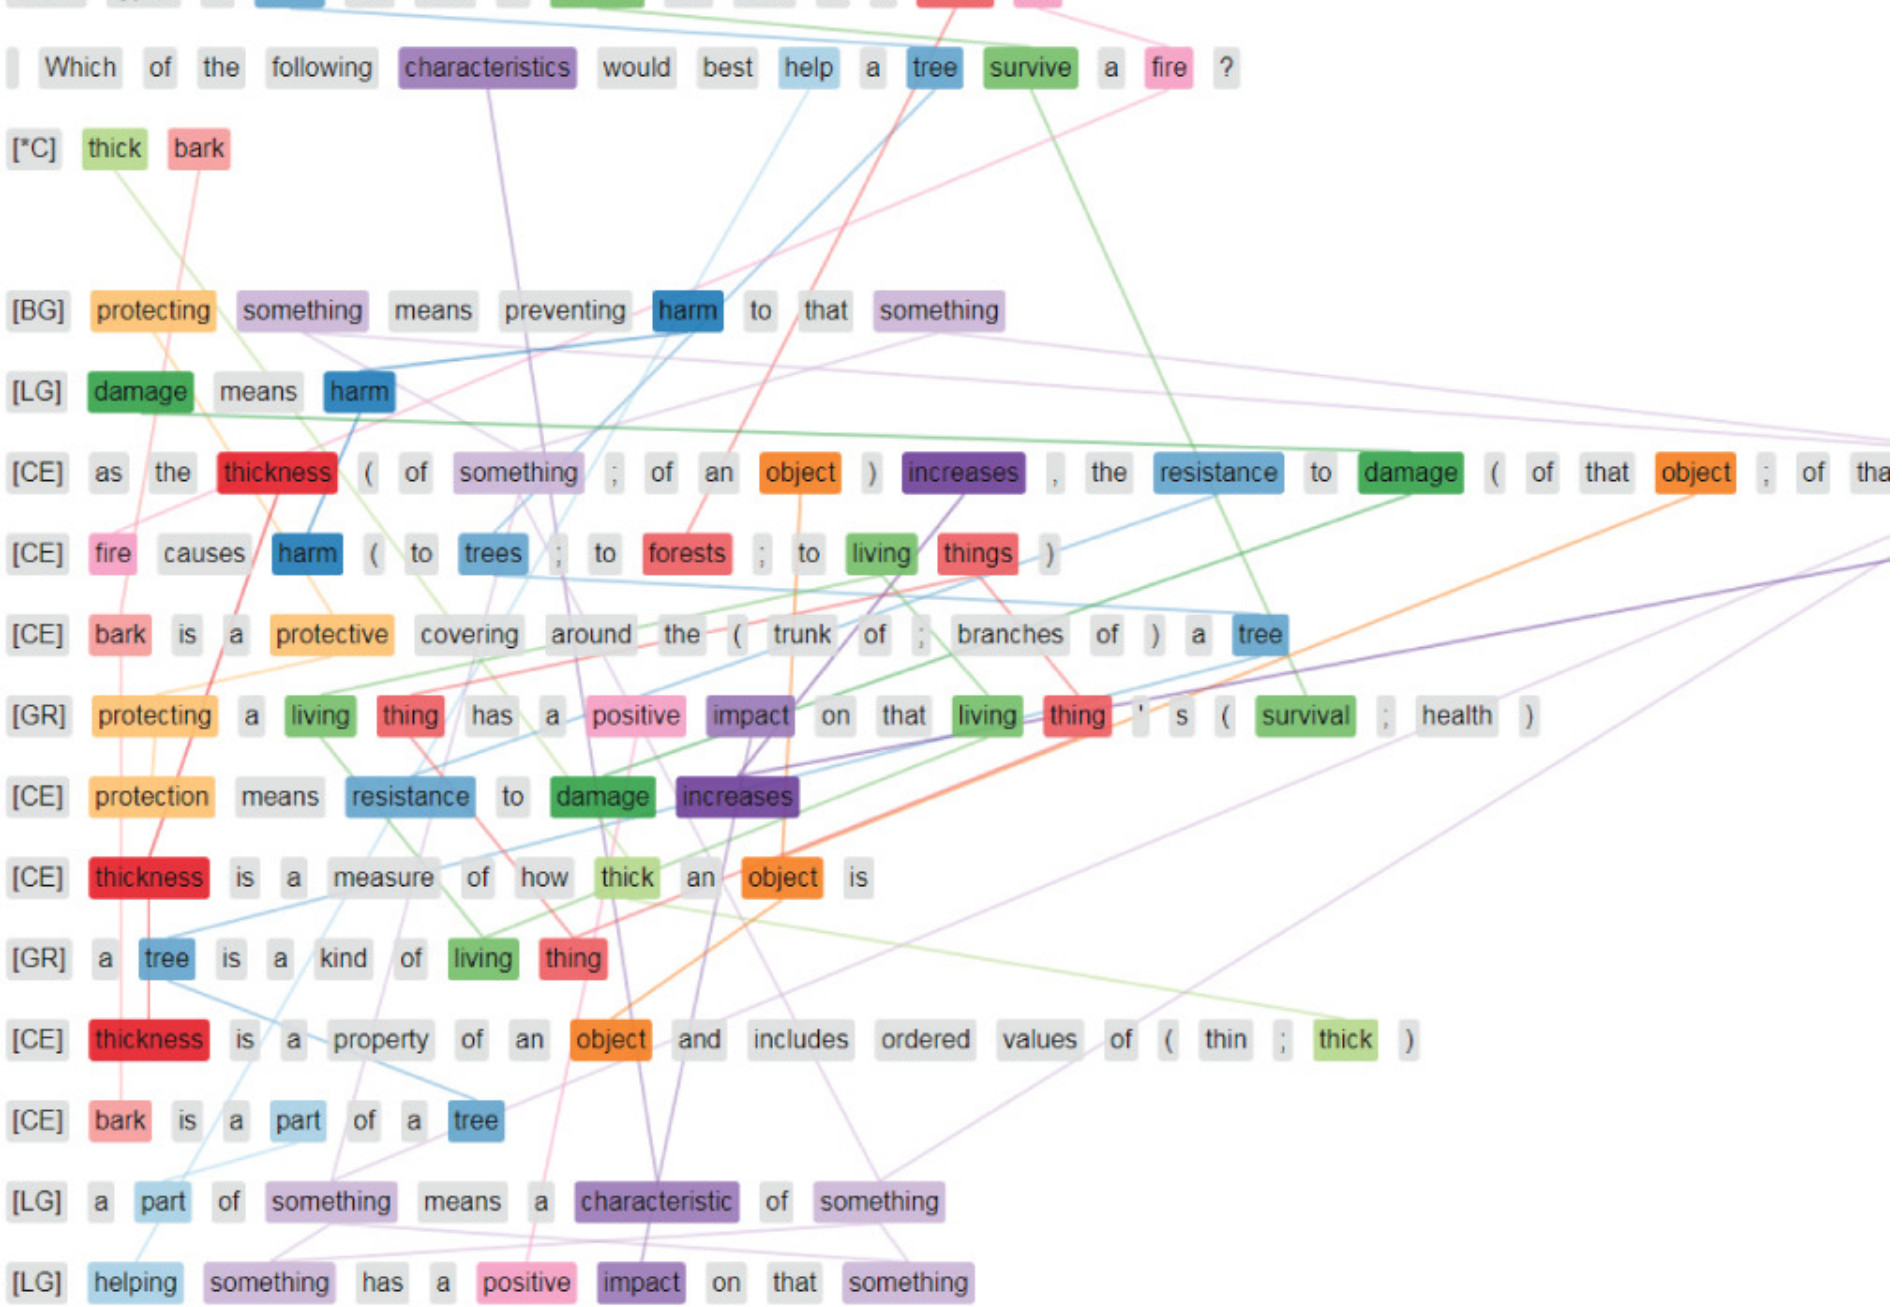 Which of the following characteristics would best help a tree survive a fire ?
[*C] thick bark
[BG] protecting something means preventing harm to that something
[LG] damage means harm
[CE] as the thickness ( of something ; of an object ) increases , the resistance to damage ( of that object ; of tha
[CE] fire causes harm ( to trees ; to forests ; to living things )
[CE] bark is a protective covering around the ( trunk of ; branches of ) a tree
[GR] protecting a living thing has a positive impact on that living thing ' s ( survival ; health )
[CE] protection means resistance to damage increases
[CE] thickness is a measure of how thick an object is
[GR] a tree is a kind of living thing
[CE] thickness is a property of an object and includes ordered values of ( thin ; thick )
[CE] bark is a part of a tree
[LG] a part of something means a characteristic of something
[LG] helping something has a positive impact on that something